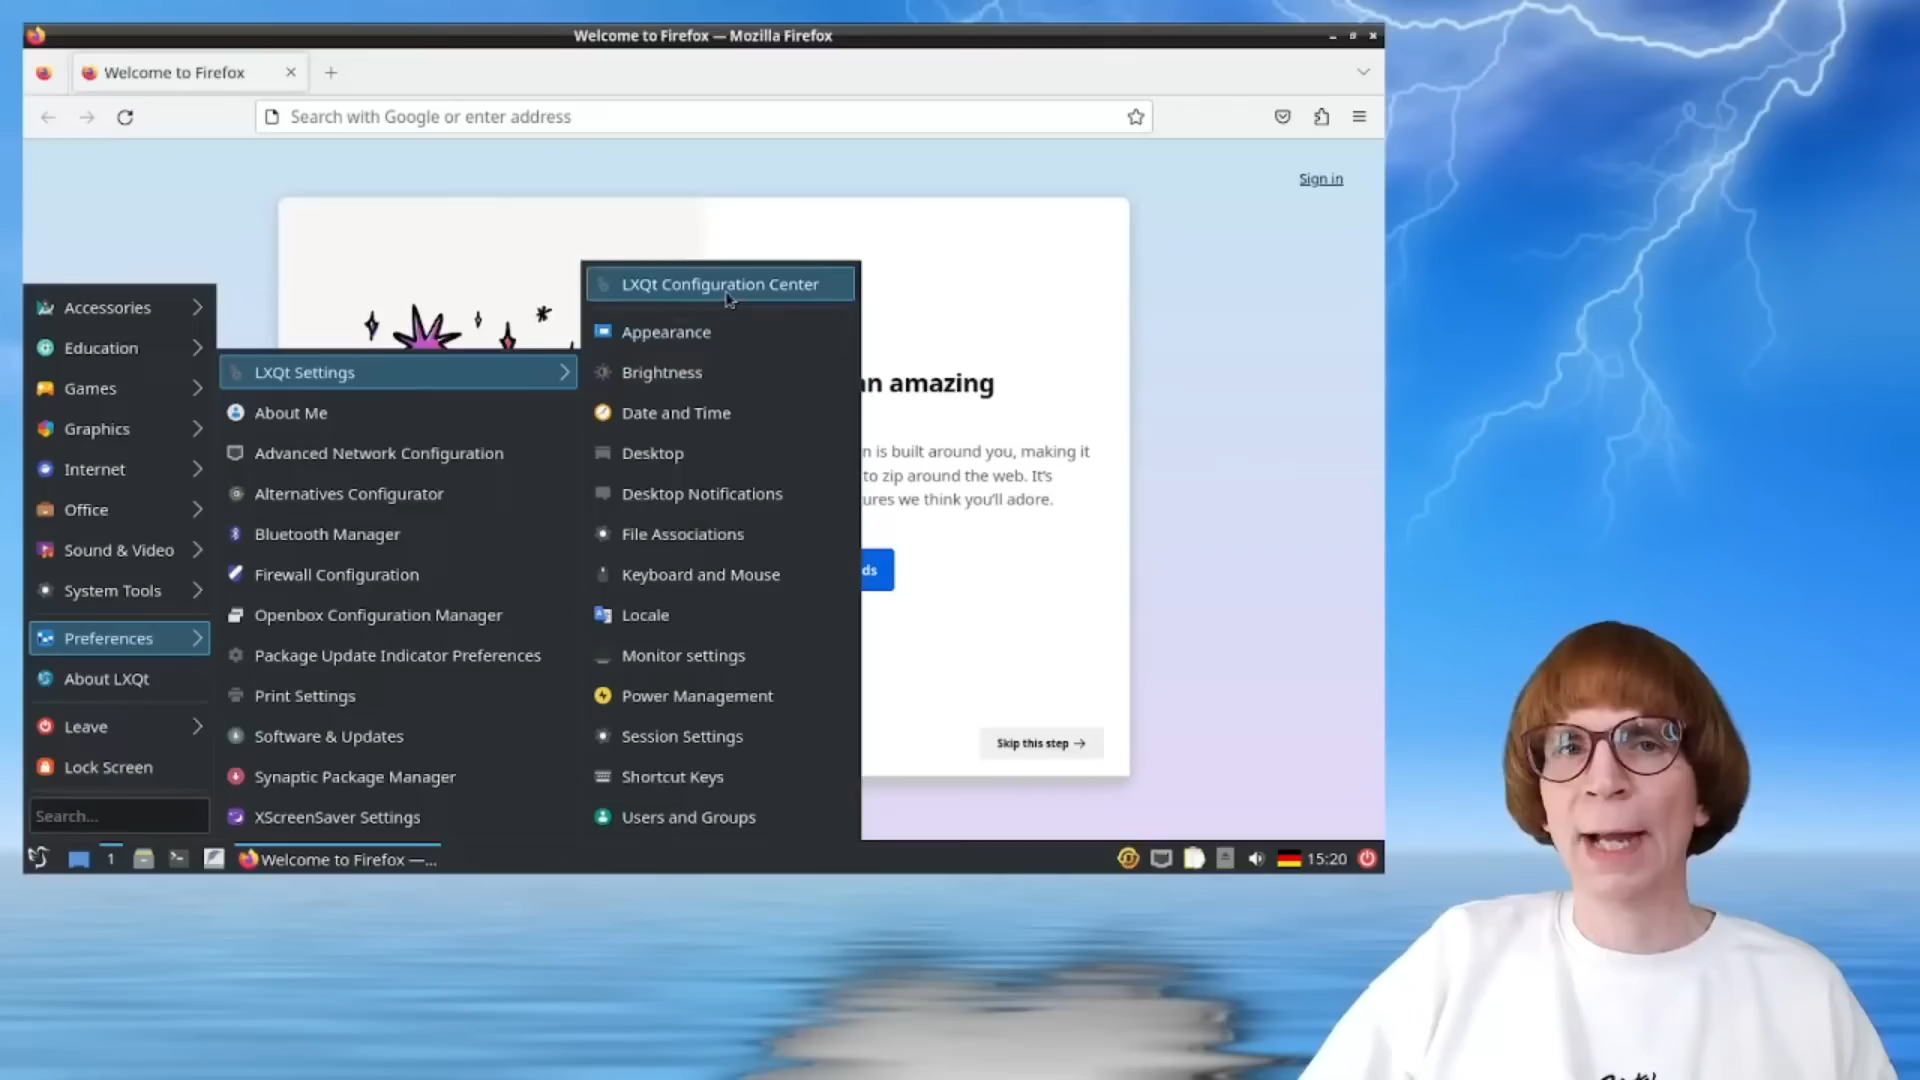 Welcome to Firefox — Mozilla Firefox
Welcome to Firefox
Search with Google or enter address
Sign in
an amazing
n is built around you, making it
to zip around the web. It's
ures we think you'll adore.
ds
Skip this step →
Accessories
Education
Games
Graphics
Internet
Office
Sound & Video
System Tools
Preferences
About LXQt
Leave
Lock Screen
Search...
LXQt Settings
About Me
Advanced Network Configuration
Alternatives Configurator
Bluetooth Manager
Firewall Configuration
Openbox Configuration Manager
Package Update Indicator Preferences
Print Settings
Software & Updates
Synaptic Package Manager
XScreenSaver Settings
LXQt Configuration Center
Appearance
Brightness
Date and Time
Desktop
Desktop Notifications
File Associations
Keyboard and Mouse
Locale
Monitor settings
Power Management
Session Settings
Shortcut Keys
Users and Groups
1
Welcome to Firefox —...
15:20